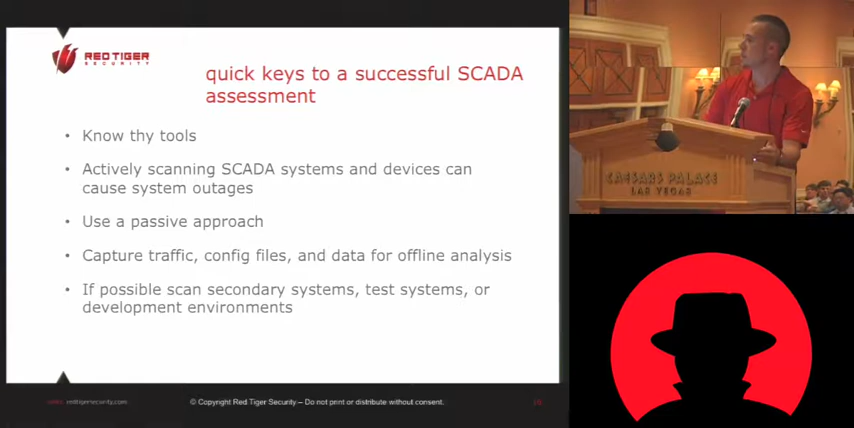 RED TIGER
SECURITY
quick keys to a successful SCADA
assessment
• Know thy tools
• Actively scanning SCADA systems and devices can
cause system outages
• Use a passive approach
• Capture traffic, config files, and data for offline analysis
• If possible scan secondary systems, test systems, or
development environments
redtigersecurity.com
© Copyright Red Tiger Security – Do not print or distribute without consent.
CAESARS PALACE
LAS VEGAS